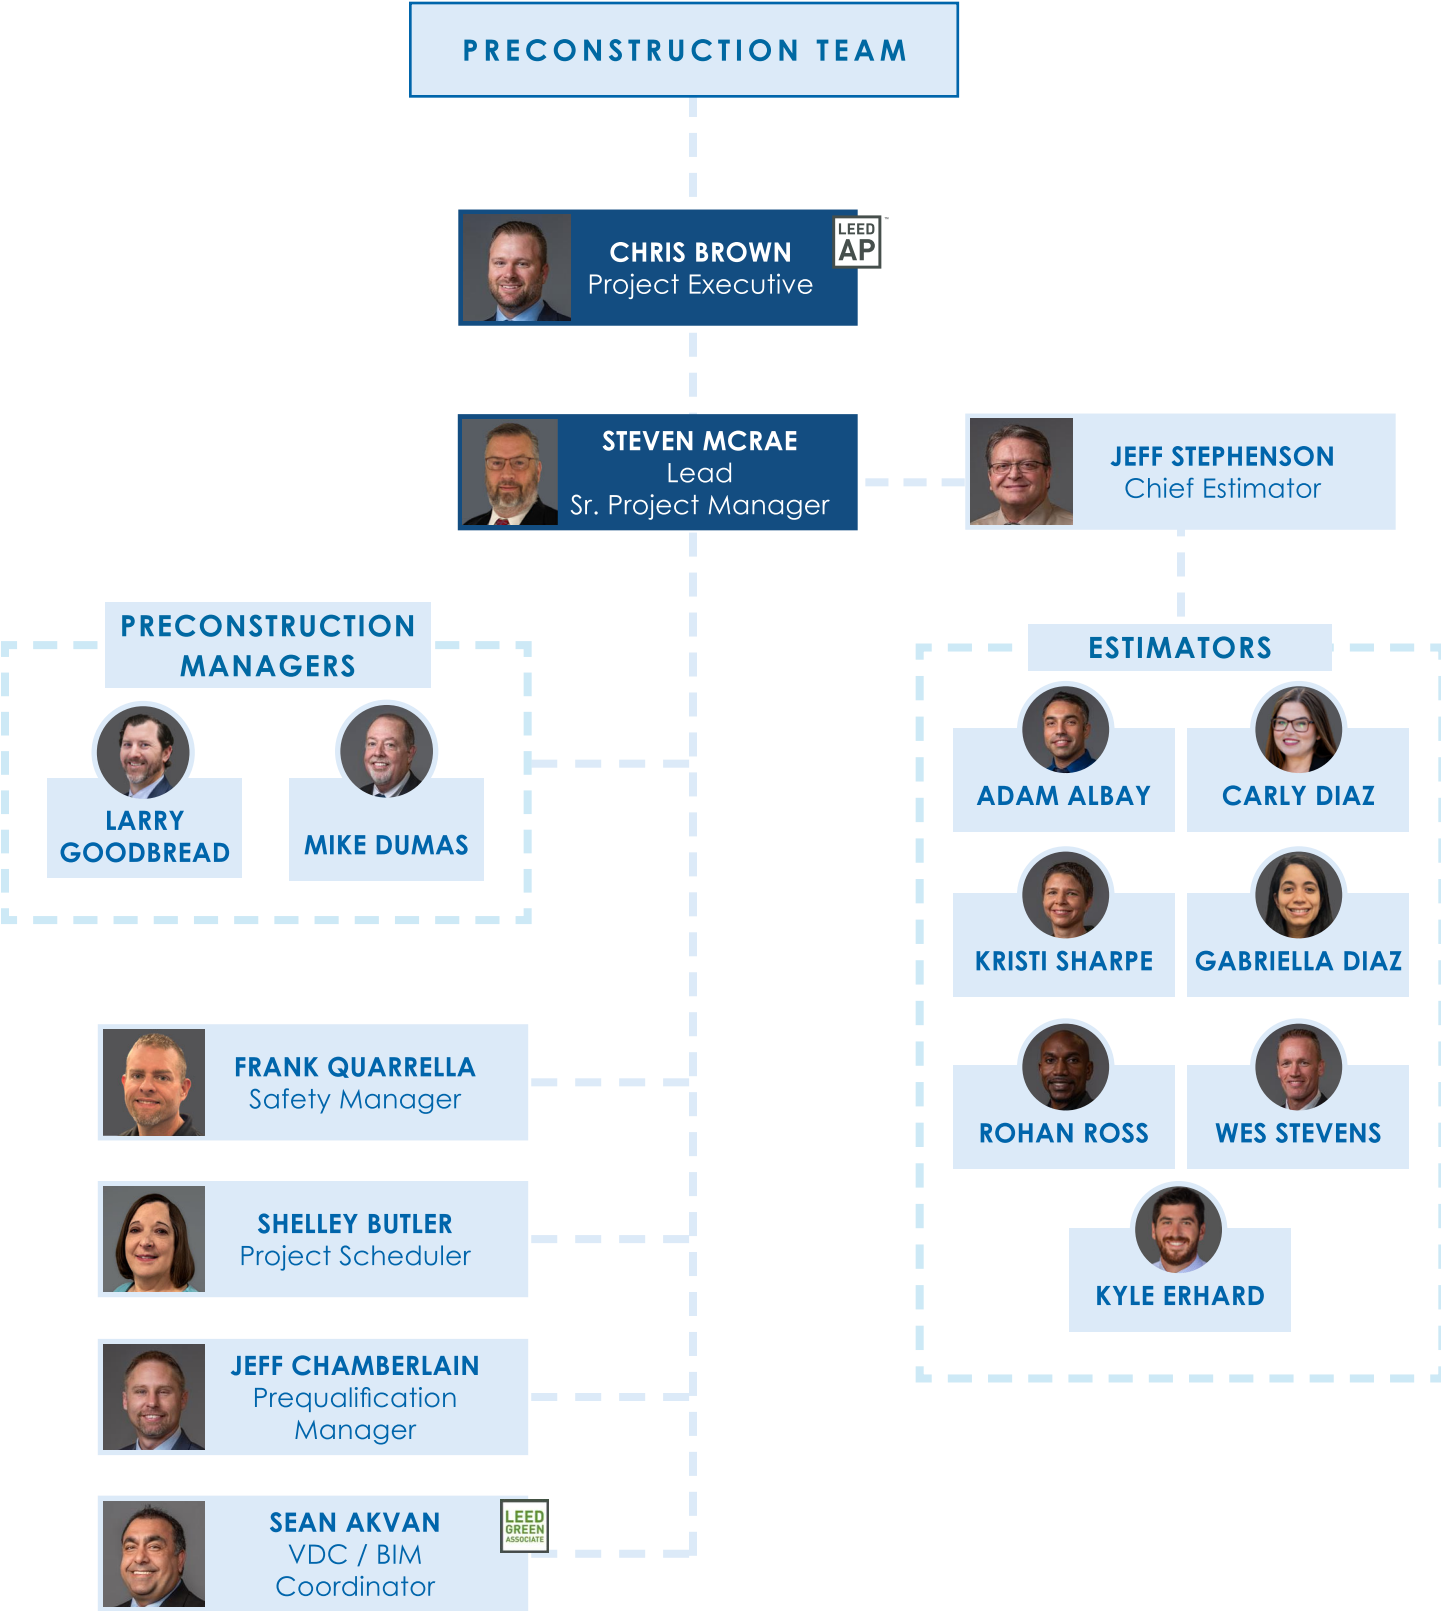 PRECONSTRUCTION TEAM
CHRIS BROWN
Project Executive
LEED
AP
™
STEVEN MCRAE
Lead
Sr. Project Manager
JEFF STEPHENSON
Chief Estimator
PRECONSTRUCTION
MANAGERS
LARRY
GOODBREAD
MIKE DUMAS
ESTIMATORS
ADAM ALBAY
CARLY DIAZ
KRISTI SHARPE
GABRIELLA DIAZ
ROHAN ROSS
WES STEVENS
KYLE ERHARD
FRANK QUARRELLA
Safety Manager
SHELLEY BUTLER
Project Scheduler
JEFF CHAMBERLAIN
Prequalification
Manager
SEAN AKVAN
VDC / BIM
Coordinator
LEED
GREEN
ASSOCIATE